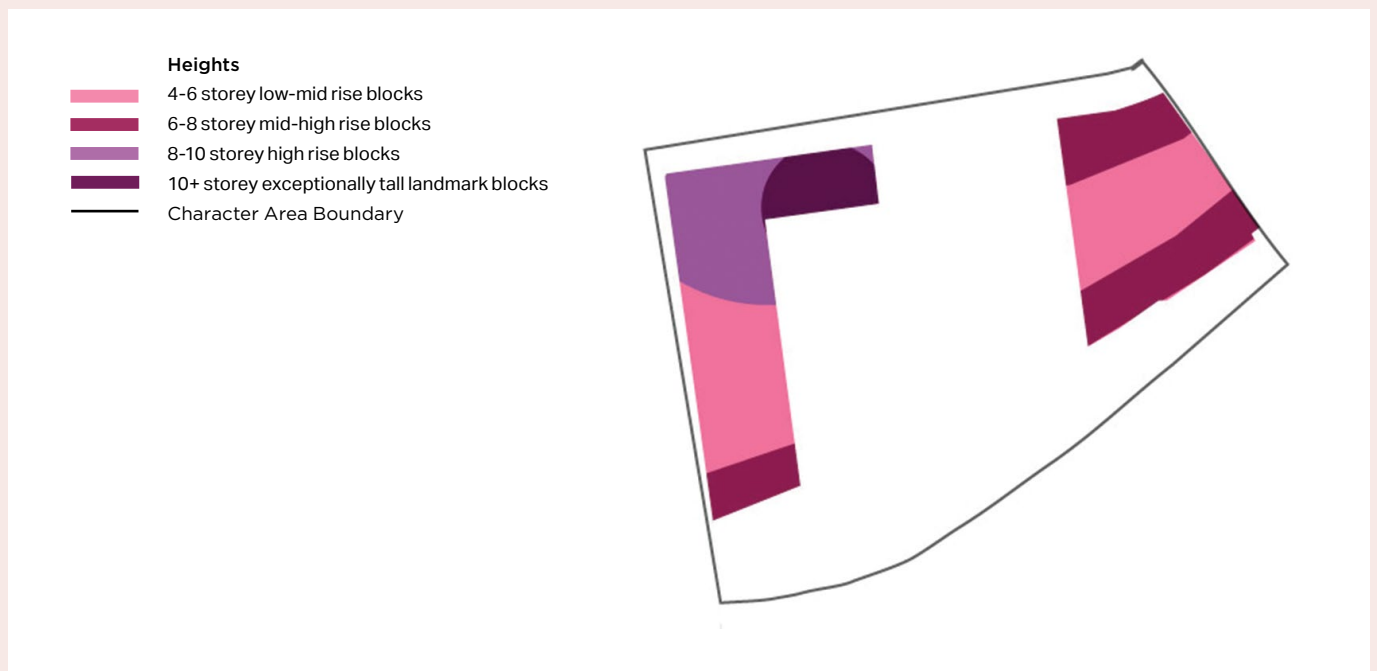 Heights
4-6 storey low-mid rise blocks
6-8 storey mid-high rise blocks
8-10 storey high rise blocks
10+ storey exceptionally tall landmark blocks
Character Area Boundary